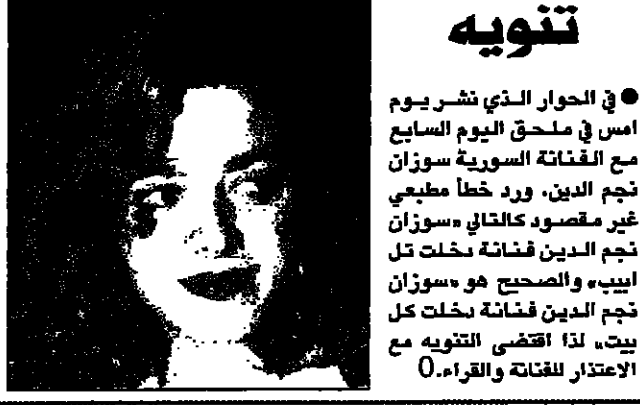 تنويه
● في الحوار الذي نشر يوم
امس في ملحق اليوم السابع
مع الفنانة السورية سوزان
نجم الدين، ورد خطأ مطبعي
غير مقصود كالتالي «سوزان
نجم الدين فنانة دخلت تل
ابيب» والصحيح هو «سوزان
نجم الدين فنانة دخلت كل
بيت» لذا اقتضى التنويه مع
الاعتذار للفنانة والقراء.O